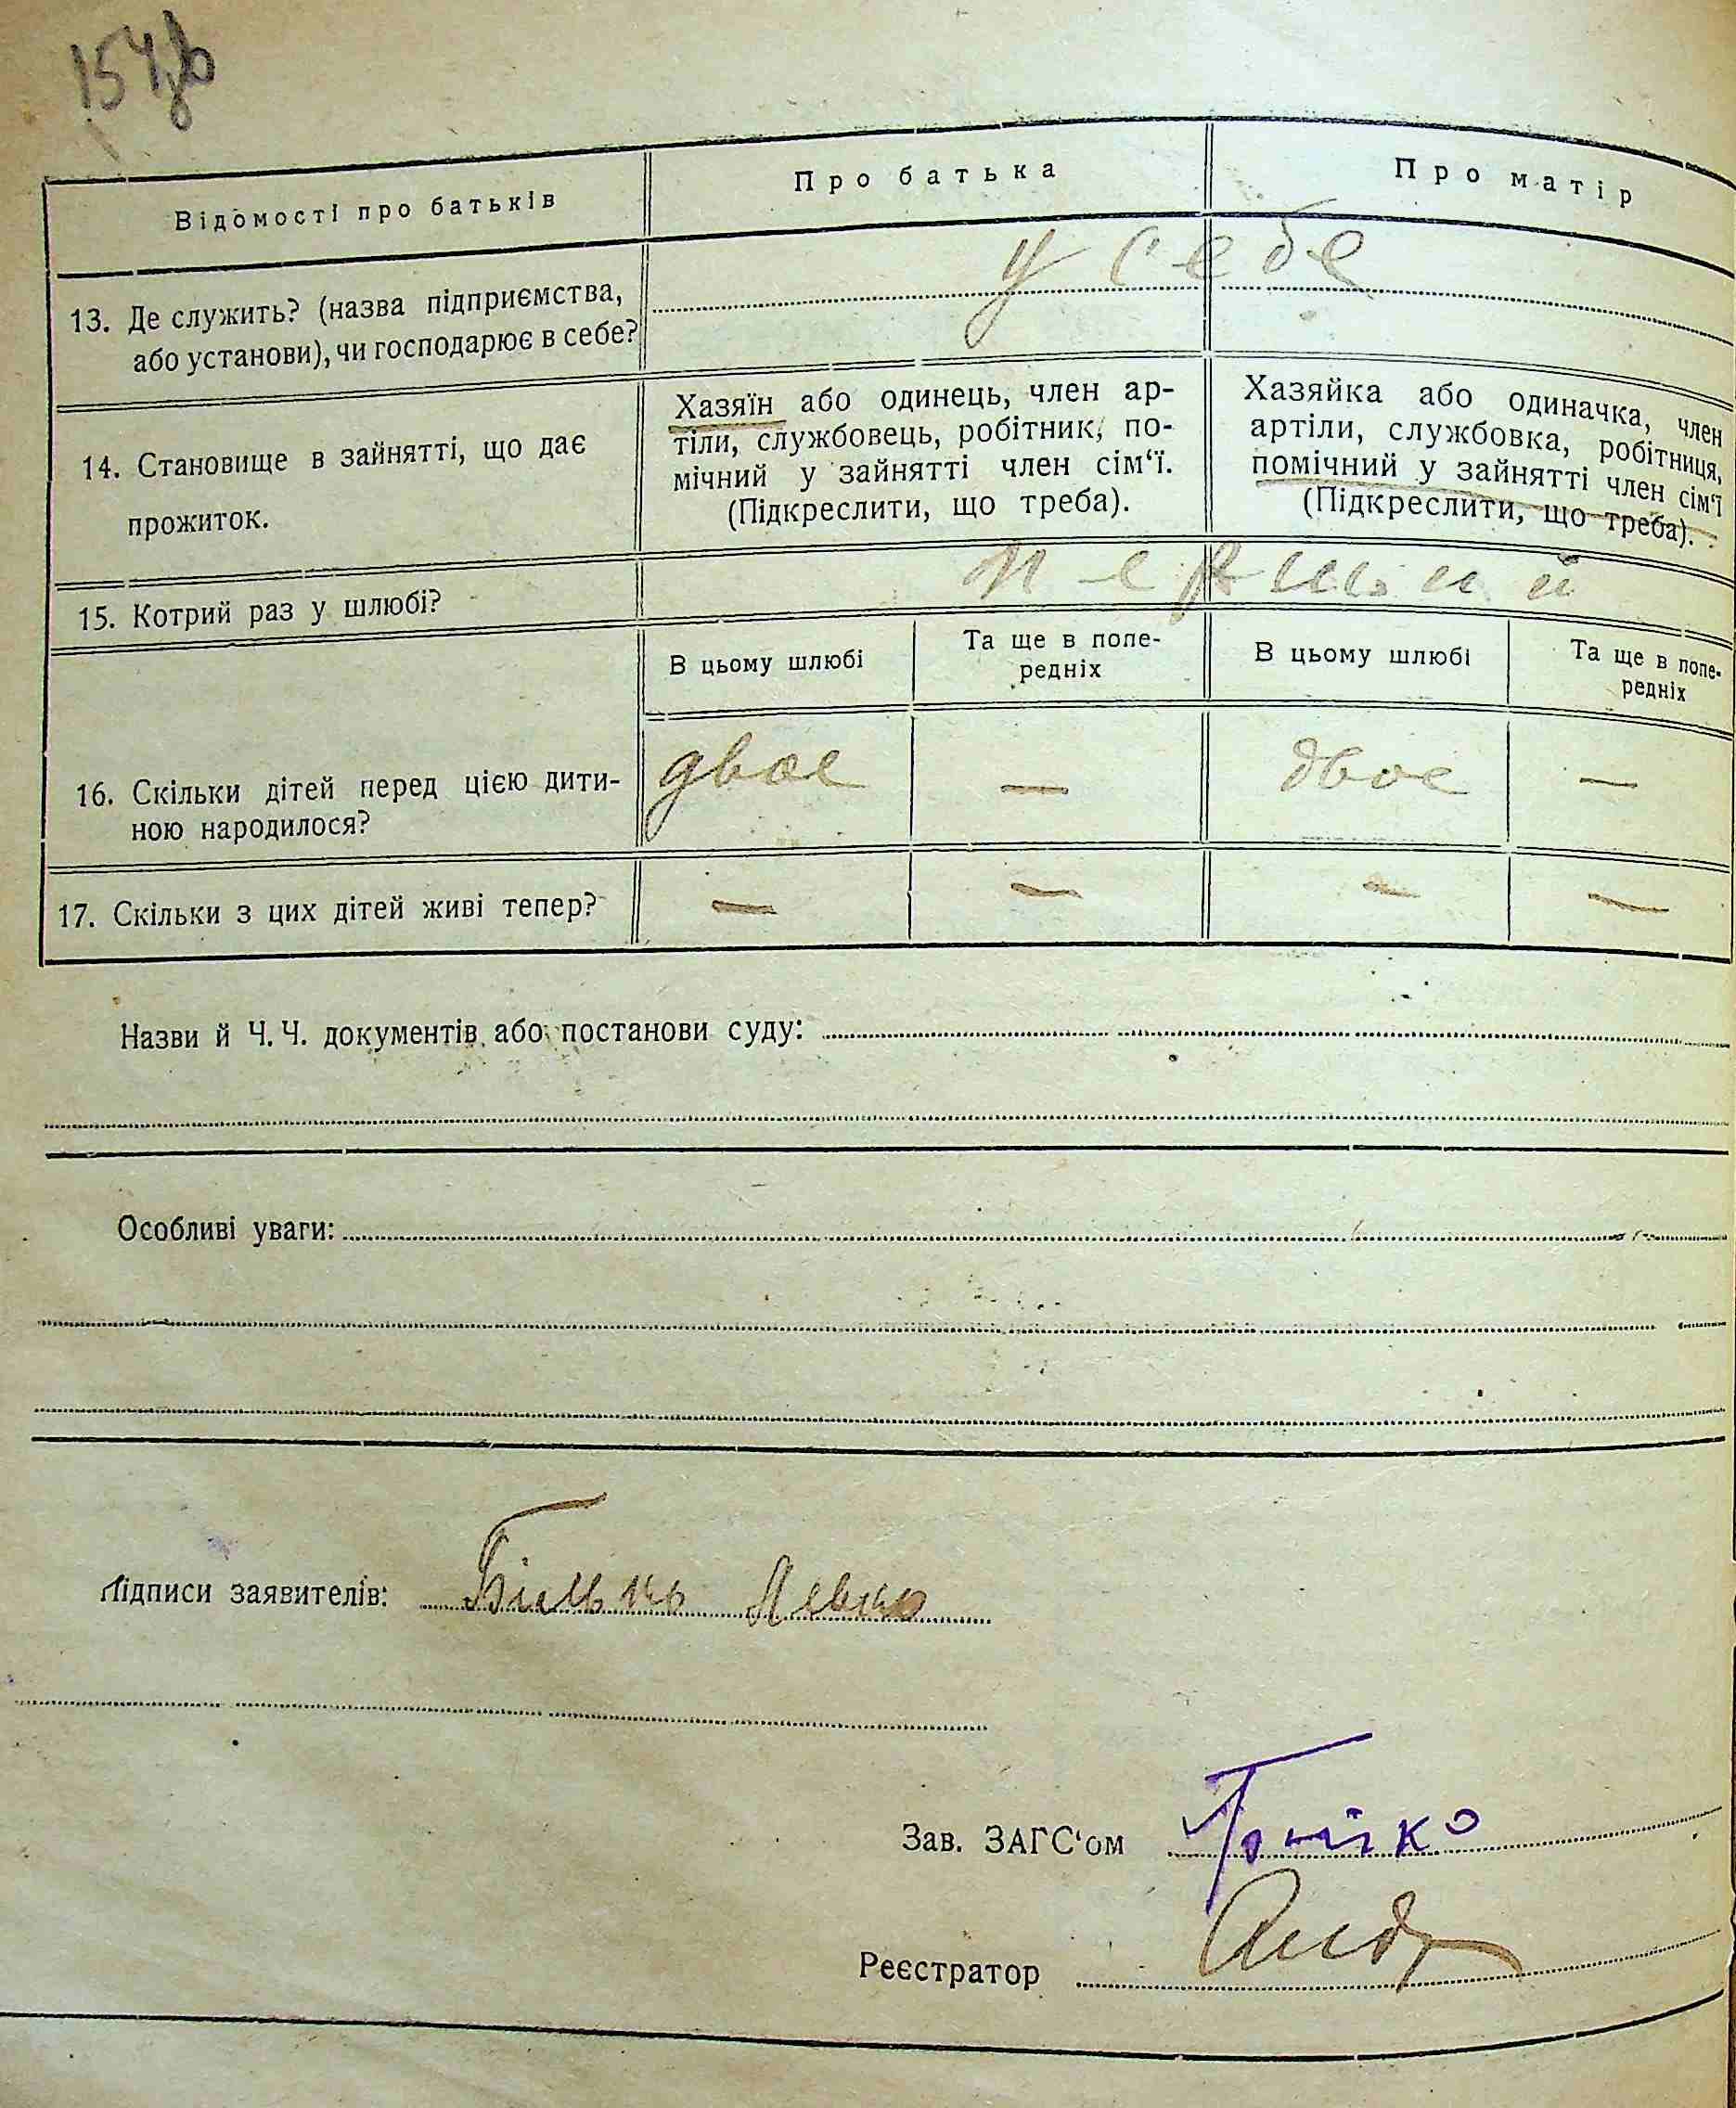 154
Відомості про батьків
Про батька
Про матір
13. Де служить? (назва підприємства,
або установи), чи господарює в себе?
у себе
14. Становище в зайнятті, що дає
прожиток.
Хазяїн або одинець, член ар-
тіли, службовець, робітник, по-
мічний у зайнятті член сім‘ї.
(Підкреслити, що треба).
Хазяйка або одиначка, член
артіли, службовка, робітниця,
помічний у зайнятті член сім‘ї
(Підкреслити, що треба).
15. Котрий раз у шлюбі?
перший
В цьому шлюбі
Та ще в попе-
редніх
В цьому шлюбі
Та ще в попе-
редніх
16. Скільки дітей перед цією дити-
ною народилося?
двоє — двоє —
17. Скільки з цих дітей живі тепер?
— — — —
Назви й Ч. Ч. документів або постанови суду:
Особливі уваги:
Підписи заявителів:
Зав. ЗАГС‘ом
Реєстратор